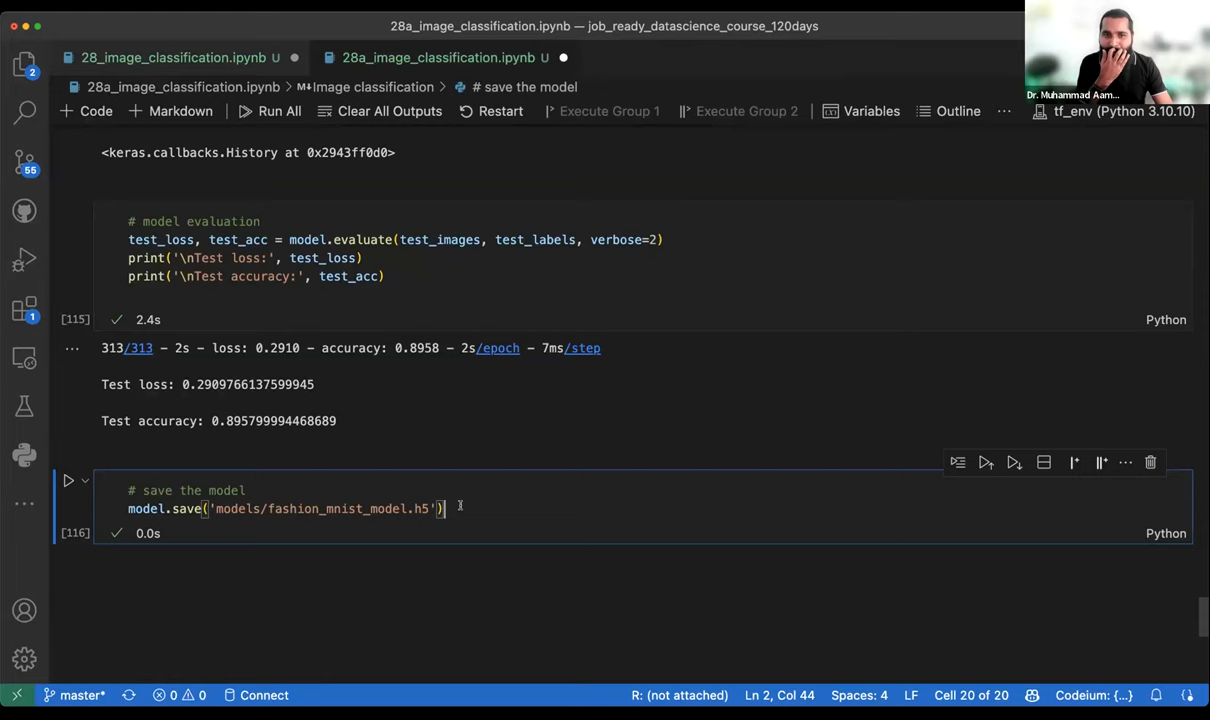 28a_image_classification.ipynb — job_ready_datascience_course_120days
28_image_classification.ipynb U
28a_image_classification.ipynb U
28a_image_classification.ipynb > M↓Image classification > # save the model
+ Code + Markdown Run All Clear All Outputs Restart Execute Group 1 Execute Group 2 Variables Outline ... tf_env (Python 3.10.10)
Dr. Muhammad Aam...
2
55
1
<keras.callbacks.History at 0x2943ff0d0>
# model evaluation
test_loss, test_acc = model.evaluate(test_images, test_labels, verbose=2)
print('\nTest loss:', test_loss)
print('\nTest accuracy:', test_acc)
[115] 2.4s Python
... 313/313 - 2s - loss: 0.2910 - accuracy: 0.8958 - 2s/epoch - 7ms/step
Test loss: 0.2909766137599945
Test accuracy: 0.895799994468689
# save the model
model.save('models/fashion_mnist_model.h5')
[116] 0.0s Python
master* 0 0 Connect R: (not attached) Ln 2, Col 44 Spaces: 4 LF Cell 20 of 20 Codeium: {...}